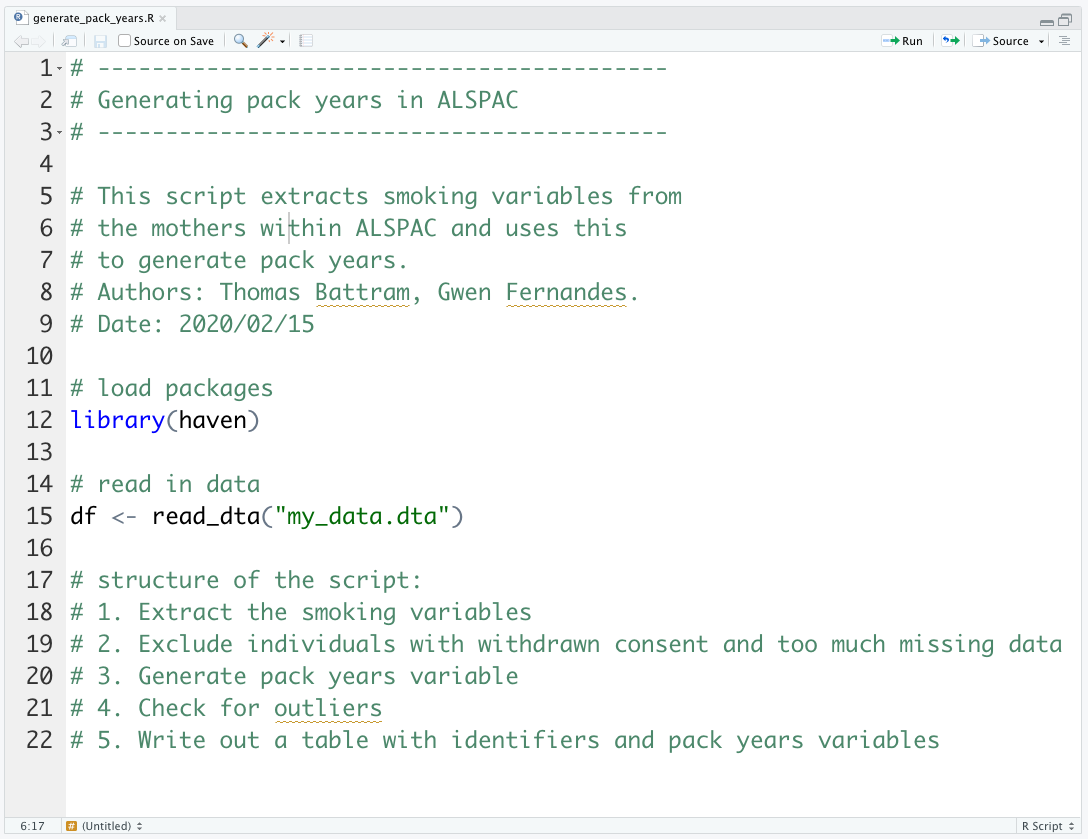 generate_pack_years.R
Source on Save
Run
Source
1 # ------------------------------------------
2 # Generating pack years in ALSPAC
3 # ------------------------------------------
4
5 # This script extracts smoking variables from
6 # the mothers within ALSPAC and uses this
7 # to generate pack years.
8 # Authors: Thomas Battram, Gwen Fernandes.
9 # Date: 2020/02/15
10
11 # load packages
12 library(haven)
13
14 # read in data
15 df <- read_dta("my_data.dta")
16
17 # structure of the script:
18 # 1. Extract the smoking variables
19 # 2. Exclude individuals with withdrawn consent and too much missing data
20 # 3. Generate pack years variable
21 # 4. Check for outliers
22 # 5. Write out a table with identifiers and pack years variables
6:17 # (Untitled) R Script